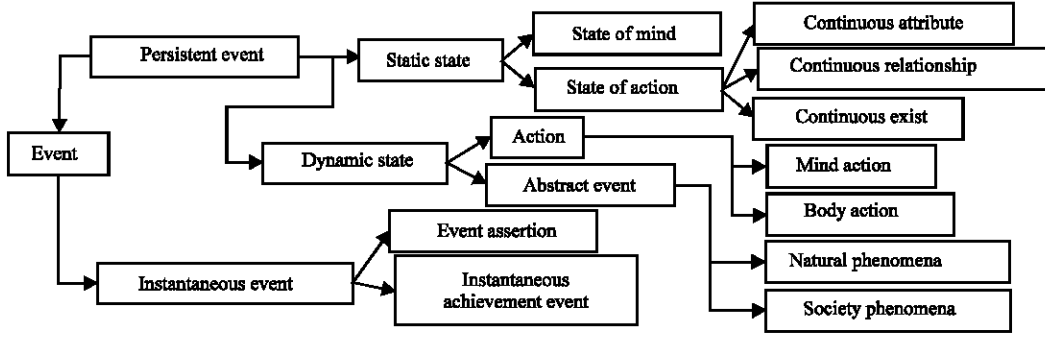 Continuous attribute
State of mind
Persistent event
Static state
Continuous relationship
State of action
Continuous exist
Action
Event
Dynamic state
Mind action
Abstract event
Body action
Event assertion
Natural phenomena
Instantaneous event
Instantaneous
achievement event
Society phenomena